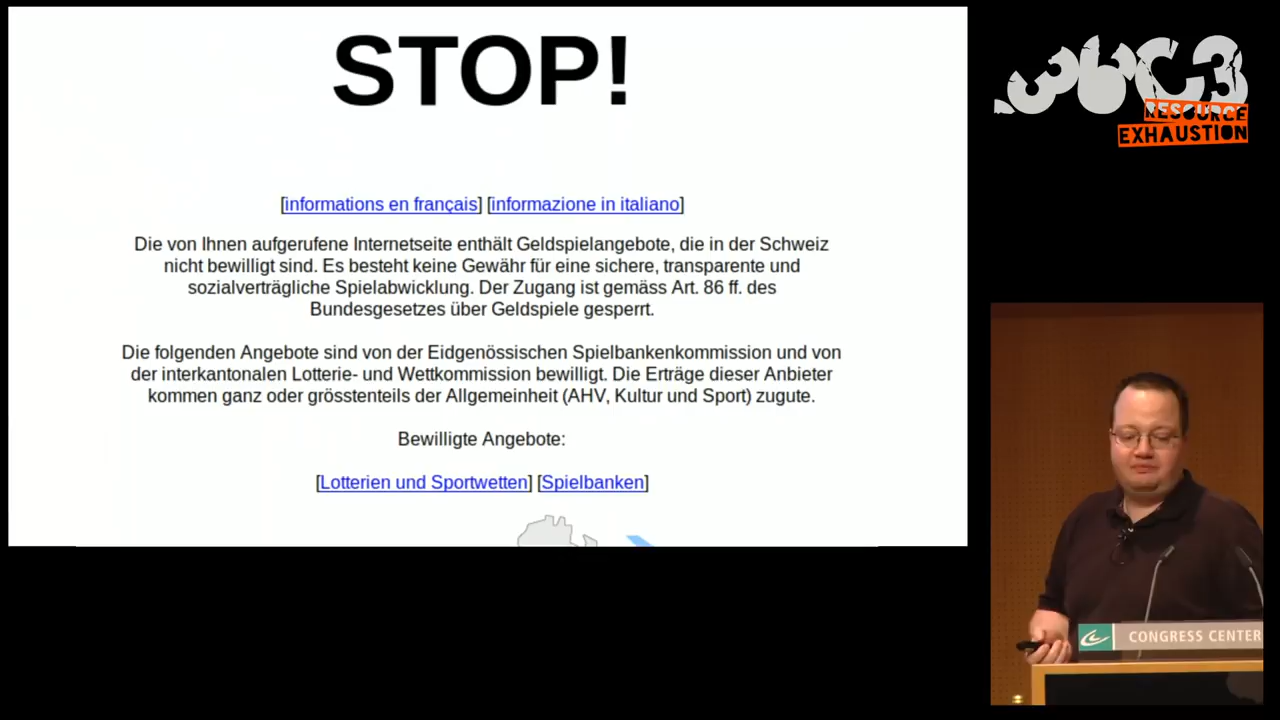 STOP!
[informations en français] [informazione in italiano]
Die von Ihnen aufgerufene Internetseite enthält Geldspielangebote, die in der Schweiz
nicht bewilligt sind. Es besteht keine Gewähr für eine sichere, transparente und
sozialverträgliche Spielabwicklung. Der Zugang ist gemäss Art. 86 ff. des
Bundesgesetzes über Geldspiele gesperrt.
Die folgenden Angebote sind von der Eidgenössischen Spielbankenkommission und von
der interkantonalen Lotterie- und Wettkommission bewilligt. Die Erträge dieser Anbieter
kommen ganz oder grösstenteils der Allgemeinheit (AHV, Kultur und Sport) zugute.
Bewilligte Angebote:
[Lotterien und Sportwetten] [Spielbanken]
36C3
RESOURCE
EXHAUSTION
CONGRESS CENTER